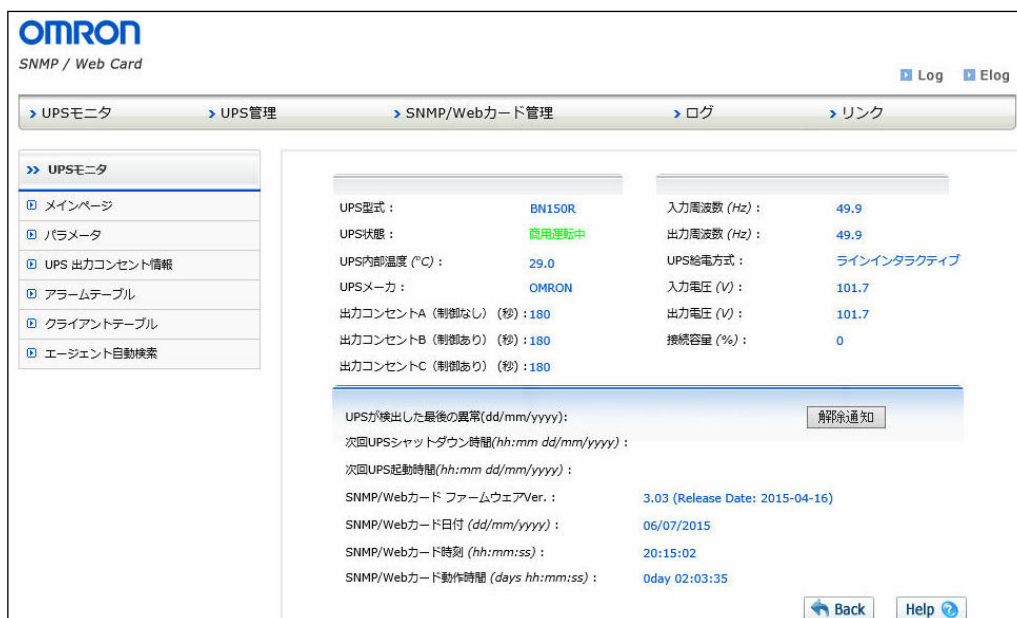 OMRON
SNMP / Web Card
Log Elog
UPSモニタ UPS管理 SNMP/Webカード管理 ログ リンク
UPSモニタ
メインページ
パラメータ
UPS 出力コンセント情報
アラームテーブル
クライアントテーブル
エージェント自動検索
UPS型式： BN150R
UPS状態： 商用運転中
UPS内部温度 (°C)： 29.0
UPSメーカ： OMRON
出力コンセントA（制御なし）（秒）：180
出力コンセントB（制御あり）（秒）：180
出力コンセントC（制御あり）（秒）：180
入力周波数 (Hz)： 49.9
出力周波数 (Hz)： 49.9
UPS給電方式： ラインインタラクティブ
入力電圧 (V)： 101.7
出力電圧 (V)： 101.7
接続容量 (%)： 0
UPSが検出した最後の異常(dd/mm/yyyy): 解除通知
次回UPSシャットダウン時間(hh:mm dd/mm/yyyy)：
次回UPS起動時間(hh:mm dd/mm/yyyy)：
SNMP/Webカード ファームウェアVer.： 3.03 (Release Date: 2015-04-16)
SNMP/Webカード日付 (dd/mm/yyyy)： 06/07/2015
SNMP/Webカード時刻 (hh:mm:ss)： 20:15:02
SNMP/Webカード動作時間 (days hh:mm:ss)： 0day 02:03:35
Back Help